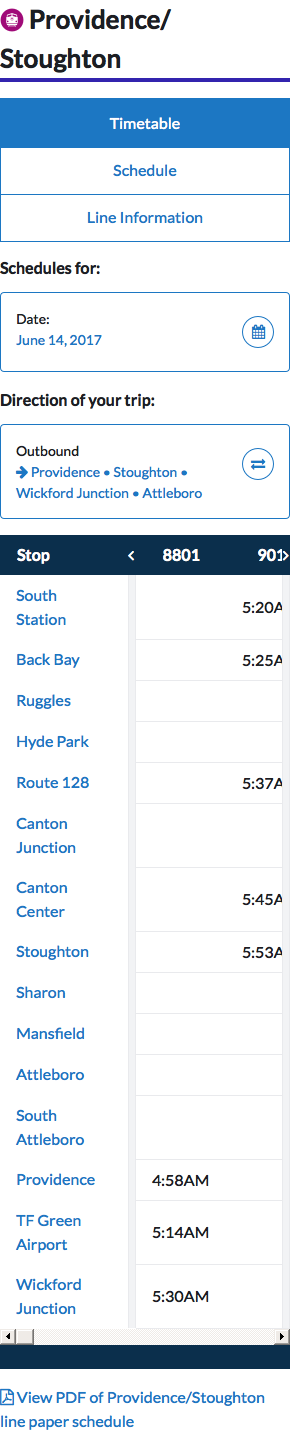 Providence/
Stoughton
Timetable
Schedule
Line Information
Schedules for:
Date:
June 14, 2017
Direction of your trip:
Outbound
Providence • Stoughton •
Wickford Junction • Attleboro
Stop 8801 901
South
Station 5:20A
Back Bay 5:25A
Ruggles
Hyde Park
Route 128 5:37A
Canton
Junction
Canton
Center 5:45A
Stoughton 5:53A
Sharon
Mansfield
Attleboro
South
Attleboro
Providence 4:58AM
TF Green
Airport 5:14AM
Wickford
Junction 5:30AM
View PDF of Providence/Stoughton
line paper schedule